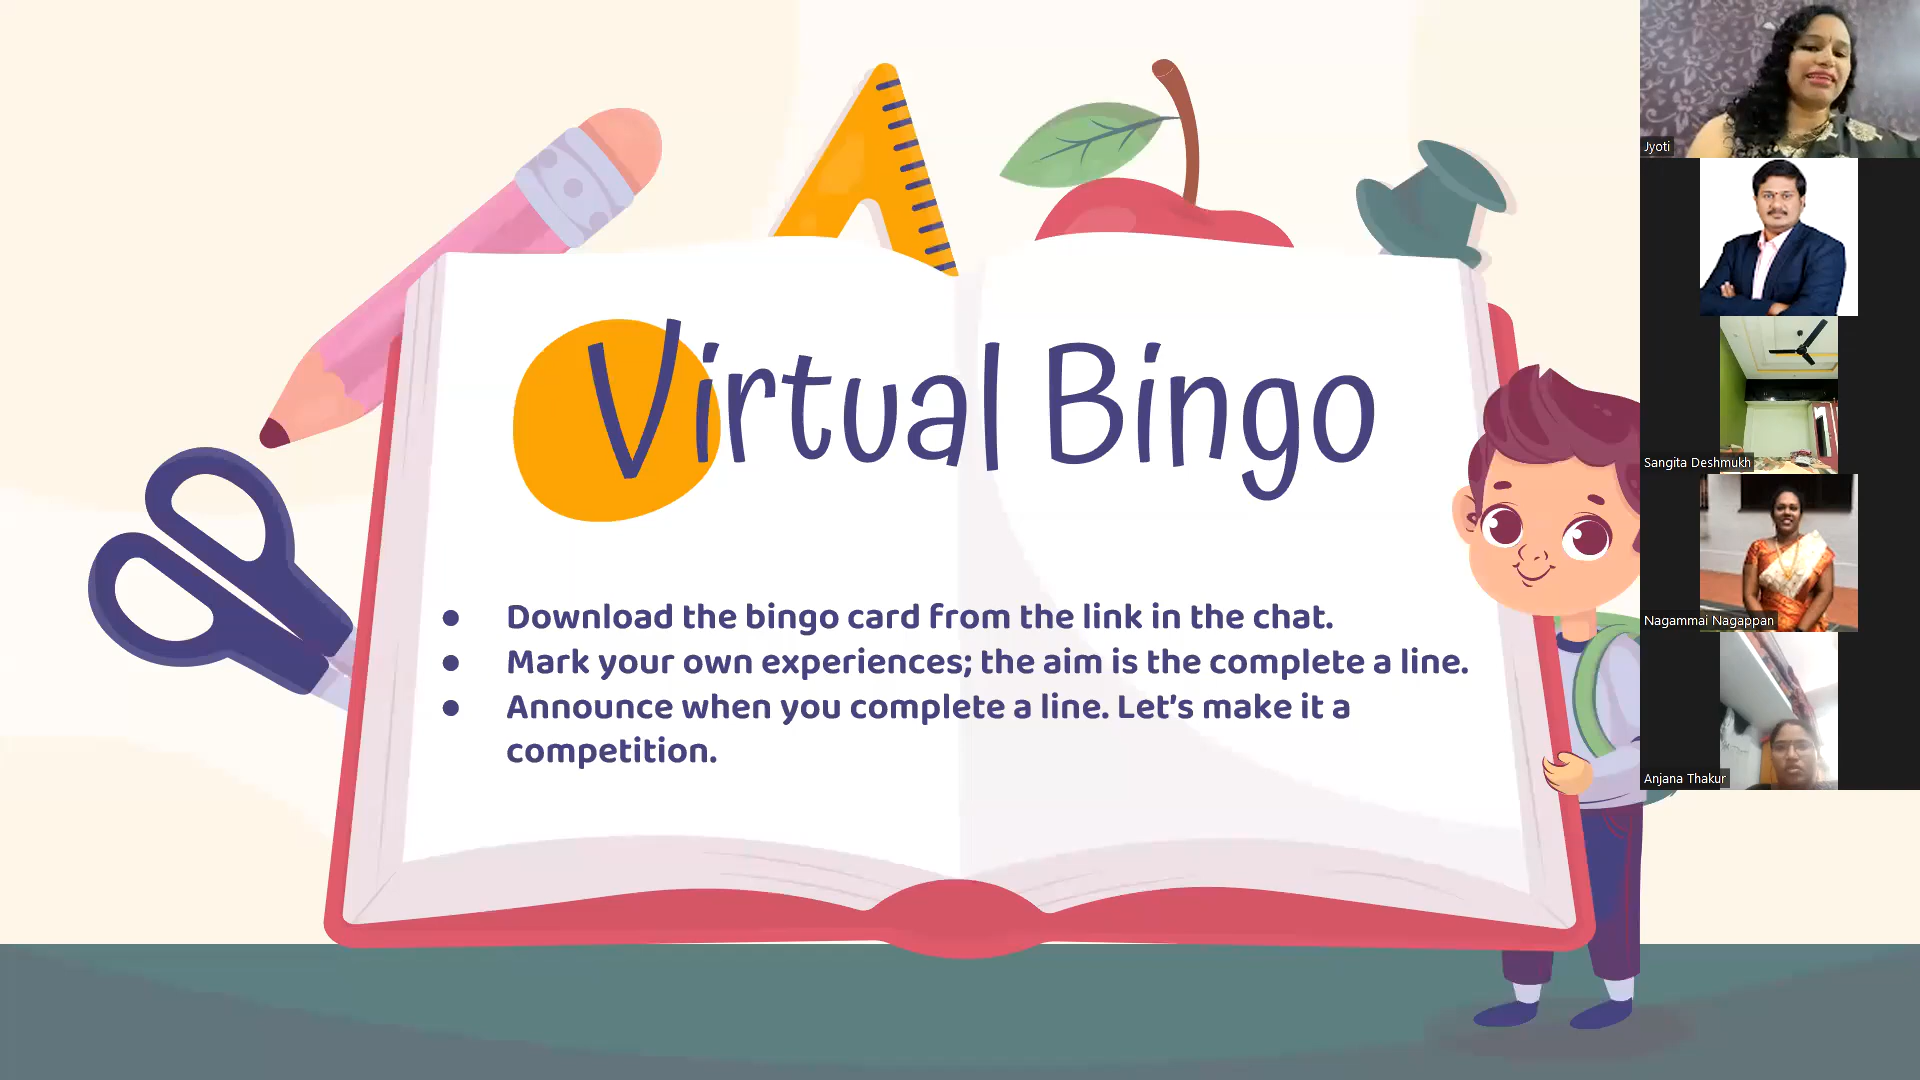 Virtual Bingo
● Download the bingo card from the link in the chat.
● Mark your own experiences; the aim is the complete a line.
● Announce when you complete a line. Let's make it a
competition.
Jyoti
Sangita Deshmukh
Nagammai Nagappan
Anjana Thakur